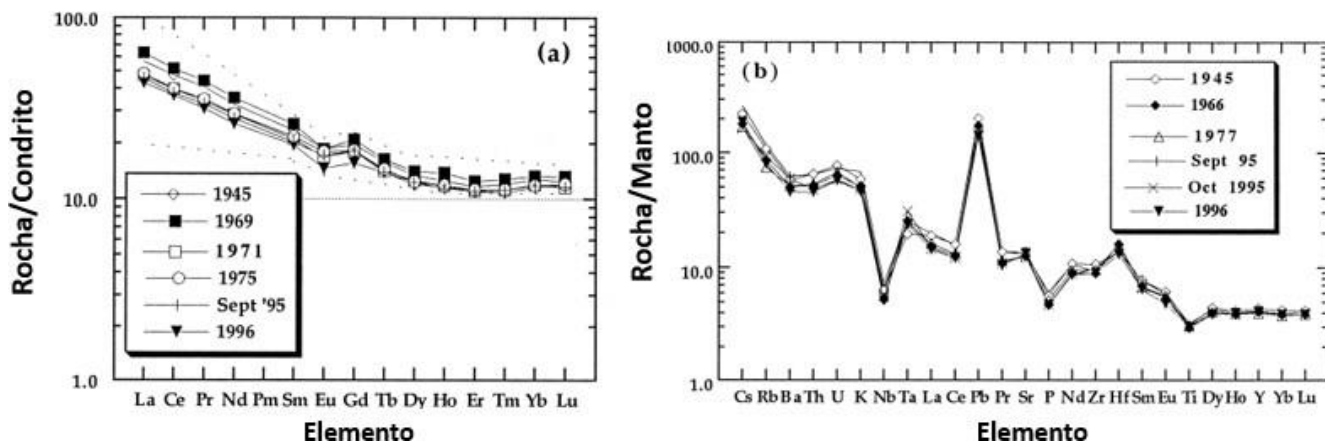 100.0
10.0
1.0
Rocha/Condrito
(a)
1945
1969
1971
1975
Sept '95
1996
La Ce Pr Nd Pm Sm Eu Gd Tb Dy Ho Er Tm Yb Lu
Elemento
1000.0
100.0
10.0
1.0
Rocha/Manto
(b)
1945
1966
1977
Sept 95
Oct 1995
1996
Cs Rb Ba Th U K Nb Ta La Ce Pb Pr Sr P Nd Zr Hf Sm Eu Ti Dy Ho Y Yb Lu
Elemento